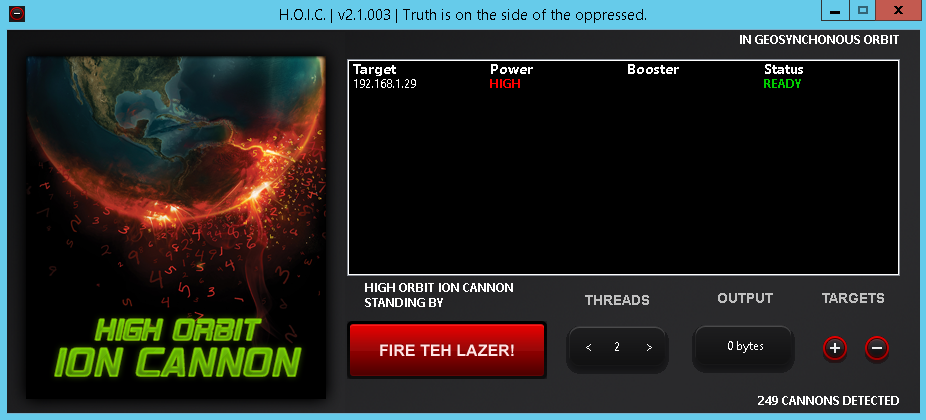 H.O.I.C. | v2.1.003 | Truth is on the side of the oppressed.
IN GEOSYNCHONOUS ORBIT
Target Power Booster Status
192.168.1.29 HIGH READY
HIGH ORBIT
ION CANNON
HIGH ORBIT ION CANNON
STANDING BY
THREADS OUTPUT TARGETS
FIRE TEH LAZER!
< 2 > 0 bytes + -
249 CANNONS DETECTED